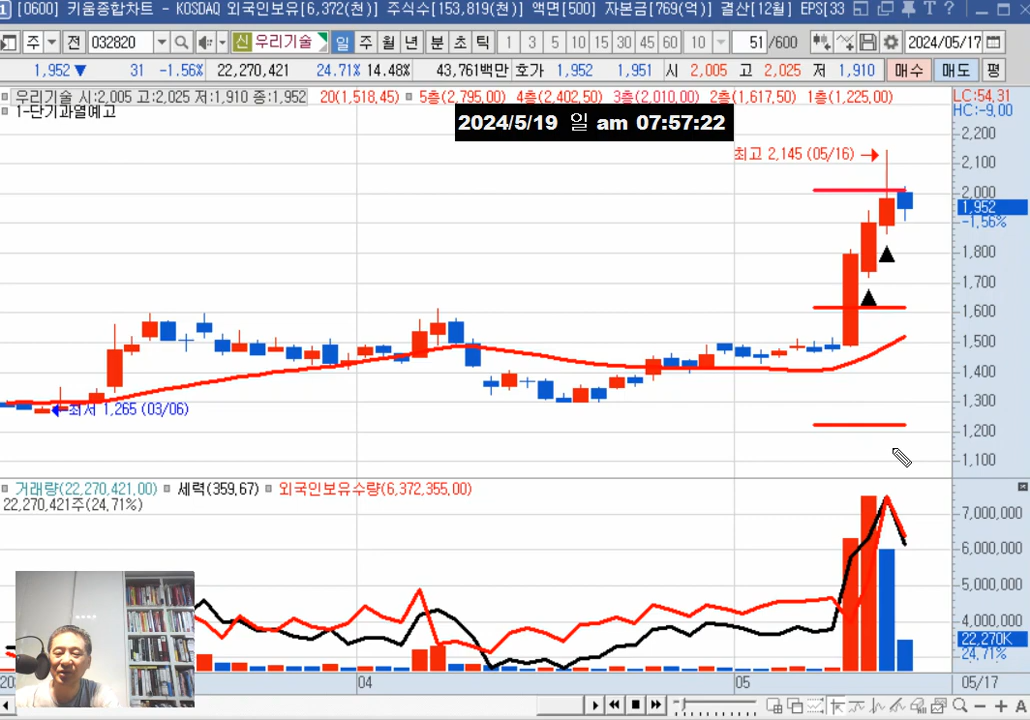 [0600] 키움종합차트 - KOSDAQ 외국인보유[6,372(천)] 주식수[153,819(천)] 액면[500] 자본금[769(억)] 결산[12월] EPS[33
주 전 032820 신 우리기술 일 주 월 년 분 초 틱 1 3 5 10 15 30 45 60 10 51 /600 2024/05/17
1,952 ▼ 31 -1.56% 22,270,421 24.71% 14.48% 43,761백만 호가 1,952 1,951 시 2,005 고 2,025 저 1,910 매수 매도 평
우리기술 시:2,005 고:2,025 저:1,910 종:1,952 20(1,518.45) 5층(2,795.00) 4층(2,402.50) 3층(2,010.00) 2층(1,617.50) 1층(1,225.00)
LC:54.31
1-단기과열예고
HC:-9.00
2024/5/19 일 am 07:57:22
2,200
최고 2,145 (05/16)
2,100
2,000
1,952
-1.56%
1,800
1,700
1,600
1,500
1,400
1,300
최저 1,265 (03/06)
1,200
1,100
거래량(22,270,421.00) 세력(359.67) 외국인보유수량(6,372,355.00)
22,270,421주(24.71%)
7,000,000
6,000,000
5,000,000
4,000,000
22,270K
24.71%
04 05 05/17